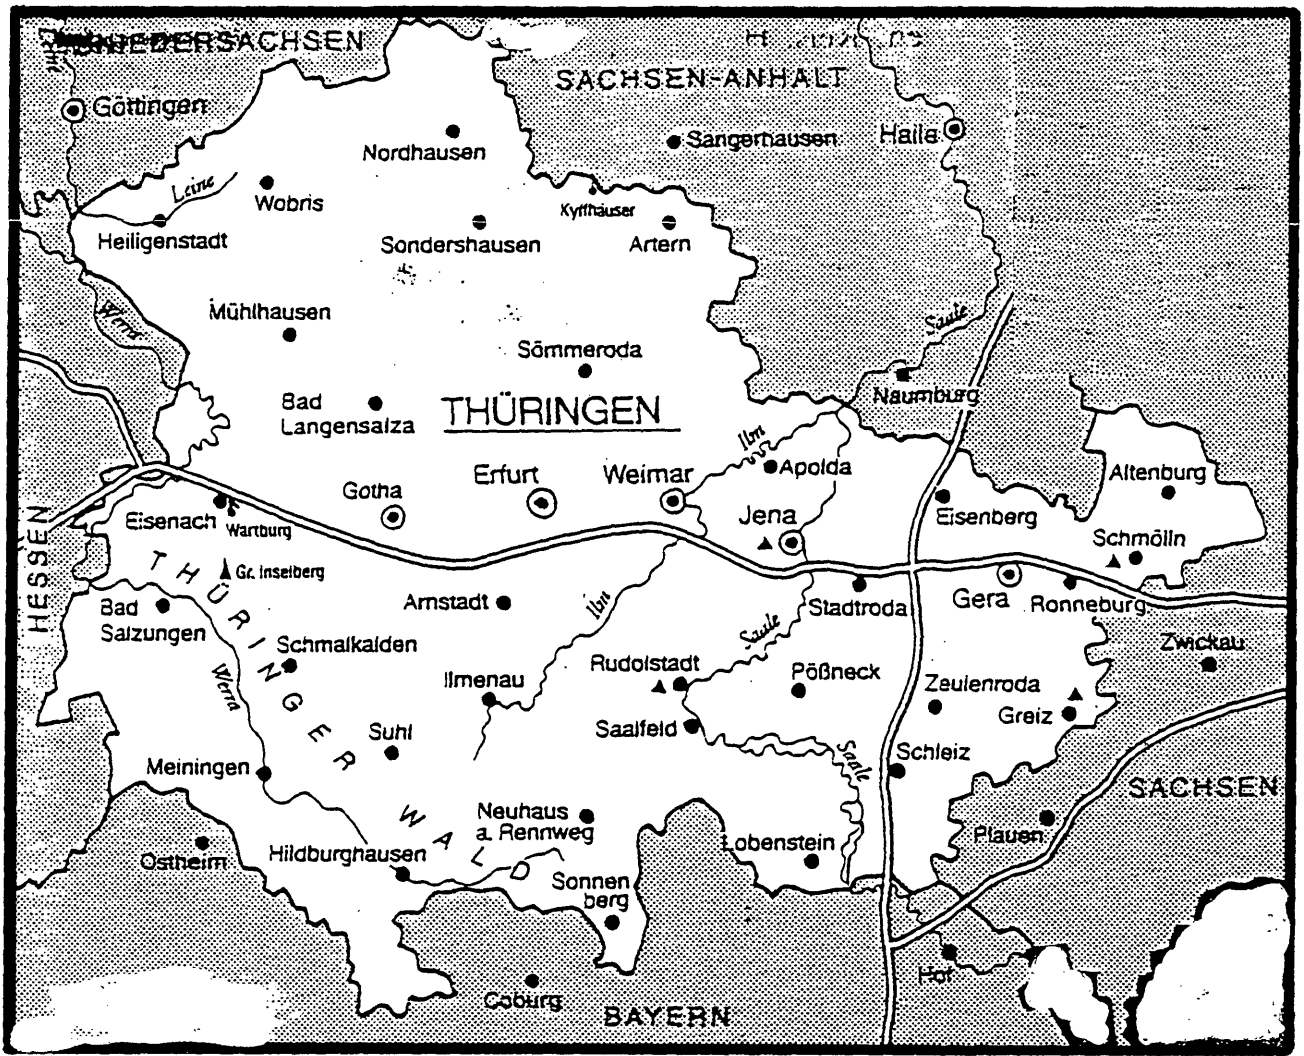 NIEDERSACHSEN
SACHSEN-ANHALT
Göttingen
Nordhausen
Sangerhausen
Halle
Leine
Wobris
Kyffhäuser
Heiligenstadt
Sondershausen
Artern
Werra
Mühlhausen
Saale
Sömmeroda
Naumburg
Bad
Langensalza
THÜRINGEN
Ilm
Apolda
Altenburg
Gotha
Erfurt
Weimar
Jena
Eisenach
Wartburg
Eisenberg
Schmölln
HESSEN
Gr. Inselberg
THÜRINGER WALD
Bad
Salzungen
Arnstadt
Ilm
Stadtroda
Gera
Ronneburg
Saale
Zwickau
Schmalkalden
Werra
Ilmenau
Rudolstadt
Pößneck
Zeulenroda
Greiz
Suhl
Saalfeld
Saale
Schleiz
Meiningen
SACHSEN
Neuhaus
a. Rennweg
Plauen
Ostheim
Hildburghausen
Lobenstein
Sonnen
berg
Hof
Coburg
BAYERN